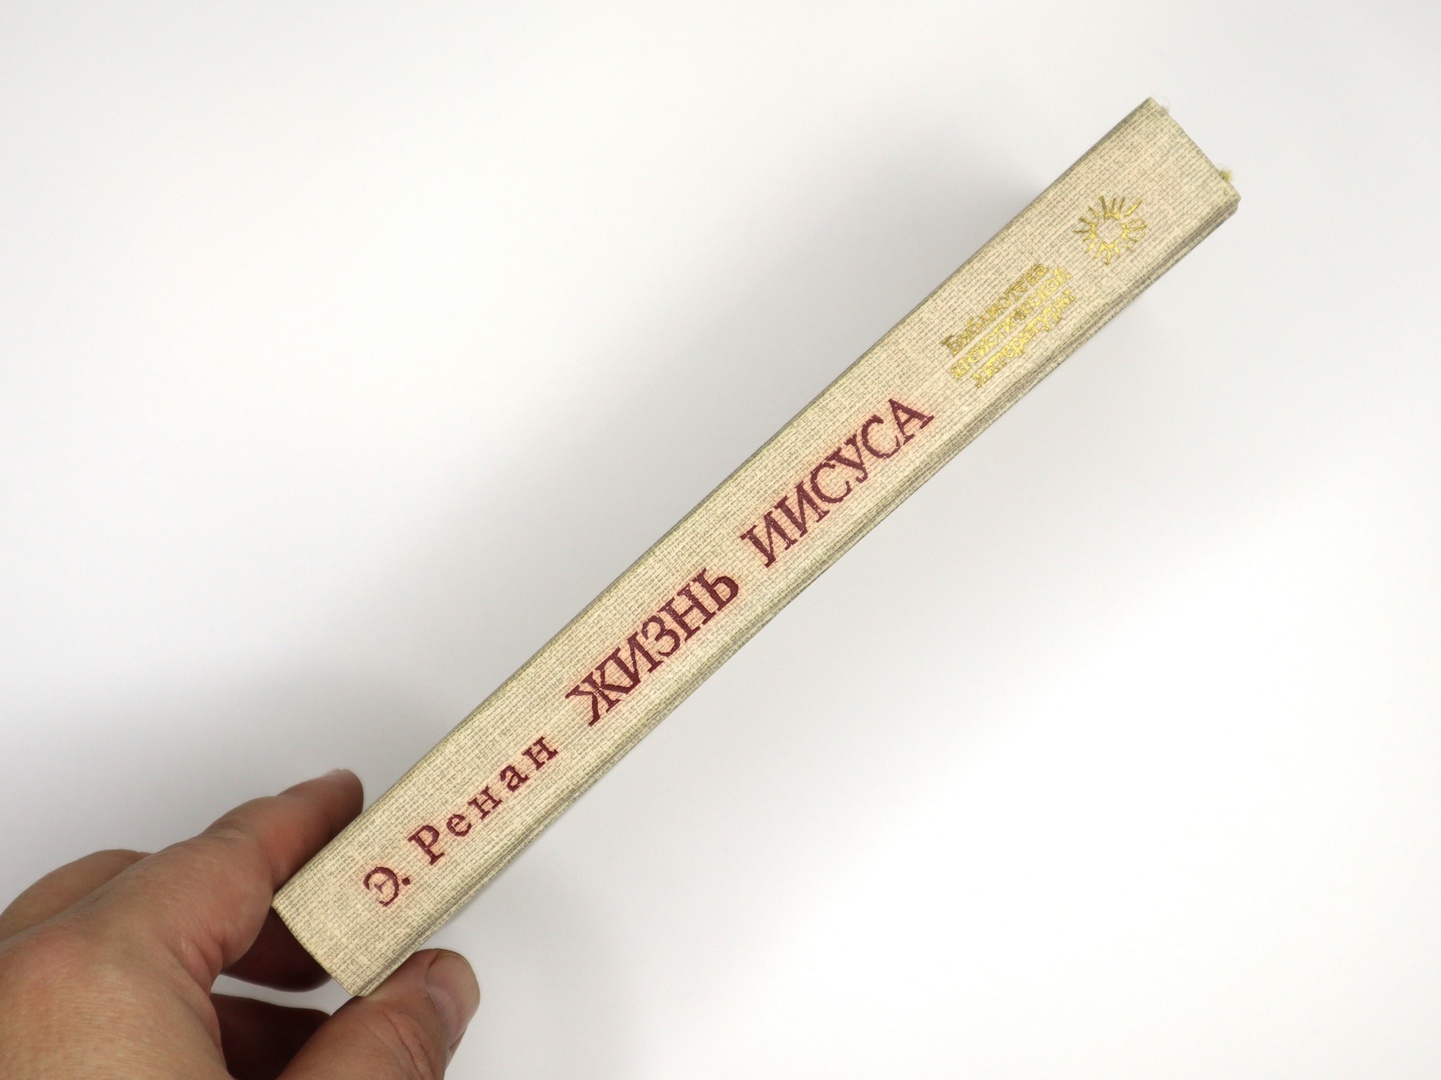 Э. Ренан ЖИЗНЬ ИИСУСА
Библиотека
атеистической
литературы